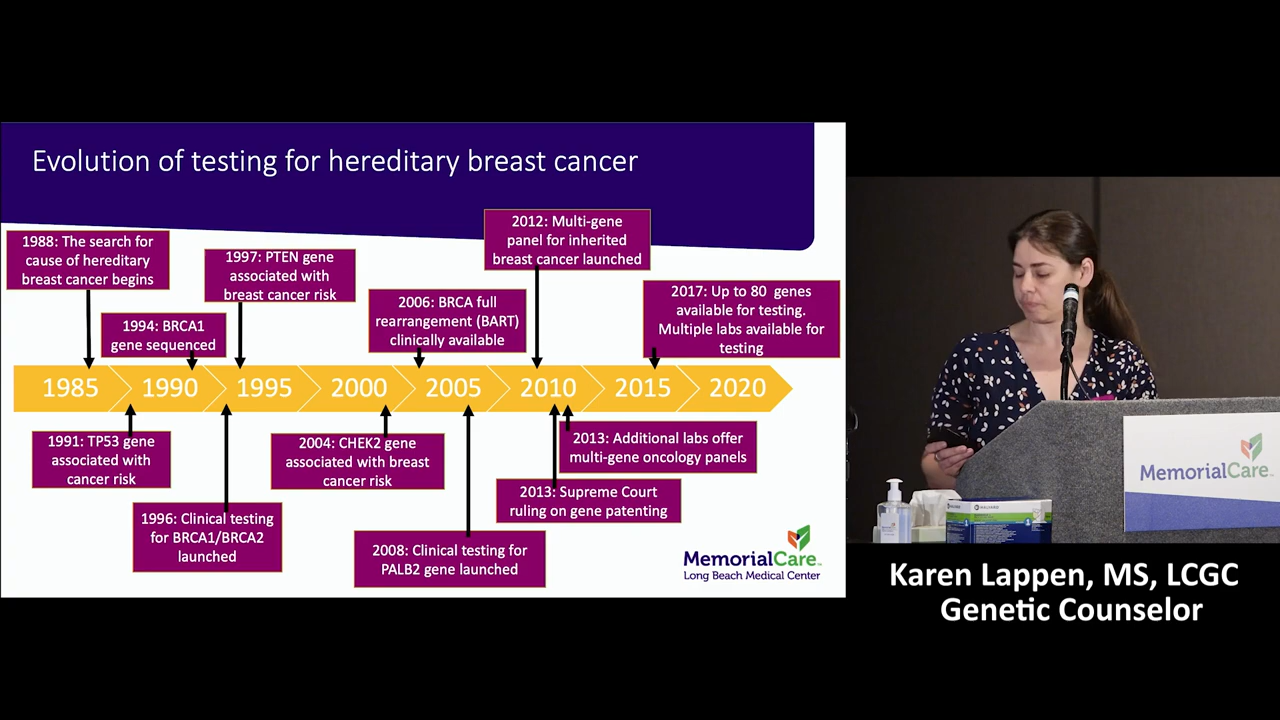 Evolution of testing for hereditary breast cancer
1988: The search for
cause of hereditary
breast cancer begins
1994: BRCA1
gene sequenced
1997: PTEN gene
associated with
breast cancer risk
2006: BRCA full
rearrangement (BART)
clinically available
2012: Multi-gene
panel for inherited
breast cancer launched
2017: Up to 80 genes
available for testing.
Multiple labs available for
testing
1985
1990
1995
2000
2005
2010
2015
2020
1991: TP53 gene
associated with
cancer risk
1996: Clinical testing
for BRCA1/BRCA2
launched
2004: CHEK2 gene
associated with breast
cancer risk
2008: Clinical testing for
PALB2 gene launched
2013: Supreme Court
ruling on gene patenting
2013: Additional labs offer
multi-gene oncology panels
MemorialCare
Long Beach Medical Center
MemorialCare
HALYARD
Karen Lappen, MS, LCGC
Genetic Counselor